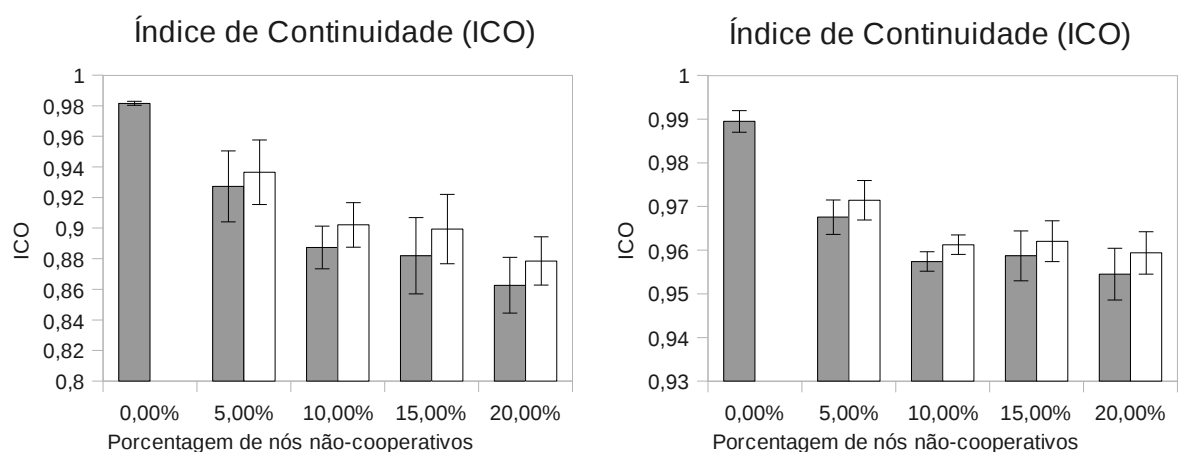 Índice de Continuidade (ICO)
1
0,98
0,96
0,94
0,92
0,9
0,88
0,86
0,84
0,82
0,8
ICO
0,00% 5,00% 10,00% 15,00% 20,00%
Porcentagem de nós não-cooperativos
Índice de Continuidade (ICO)
1
0,99
0,98
0,97
0,96
0,95
0,94
0,93
ICO
0,00% 5,00% 10,00% 15,00% 20,00%
Porcentagem de nós não-cooperativos